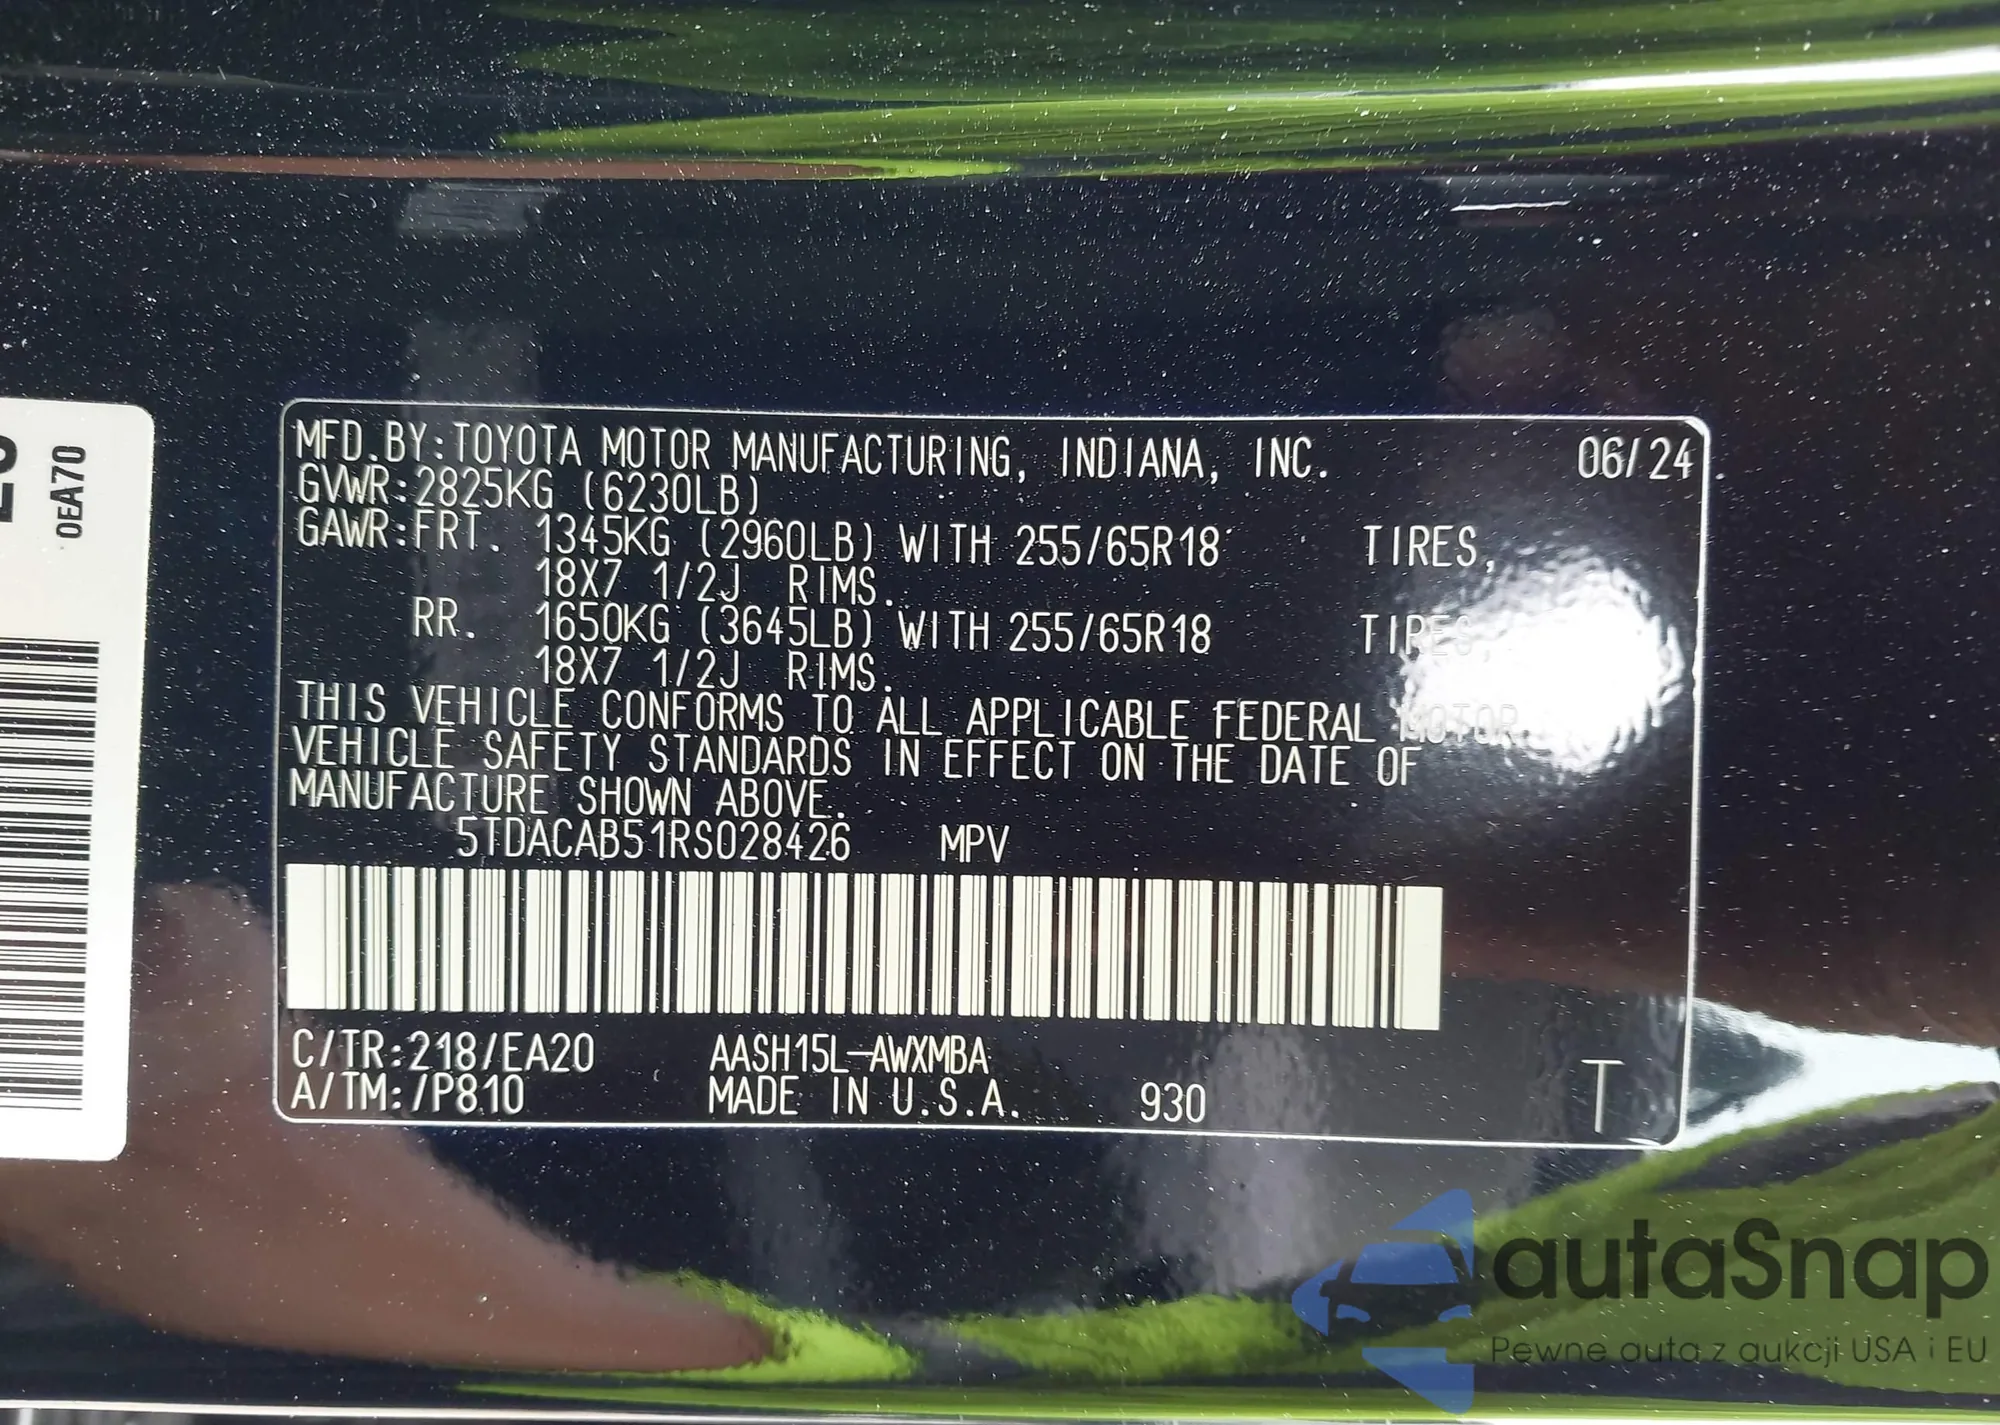 0EA70
MFD.BY:TOYOTA MOTOR MANUFACTURING, INDIANA, INC. 06/24
GVWR:2825KG (6230LB)
GAWR:FRT. 1345KG (2960LB) WITH 255/65R18 TIRES,
18X7 1/2J RIMS.
RR. 1650KG (3645LB) WITH 255/65R18 TIRES,
18X7 1/2J RIMS.
THIS VEHICLE CONFORMS TO ALL APPLICABLE FEDERAL MOTOR
VEHICLE SAFETY STANDARDS IN EFFECT ON THE DATE OF
MANUFACTURE SHOWN ABOVE.
5TDACAB51RS028426 MPV
C/TR:218/EA20 AASH15L-AWXMBA
A/TM:/P810 MADE IN U.S.A. 930 T
autaSnap
Pewne auta z aukcji USA i EU